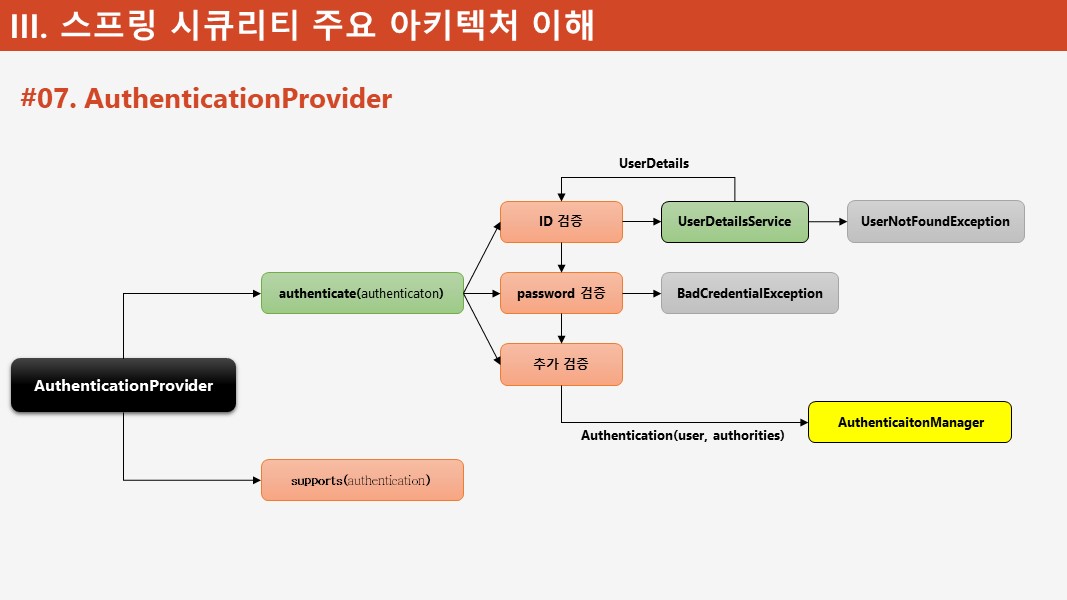 III. 스프링 시큐리티 주요 아키텍처 이해
#07. AuthenticationProvider
UserDetails
ID 검증
UserDetailsService
UserNotFoundException
authenticate(authenticaton)
password 검증
BadCredentialException
추가 검증
AuthenticationProvider
AuthenticaitonManager
Authentication(user, authorities)
supports(authentication)